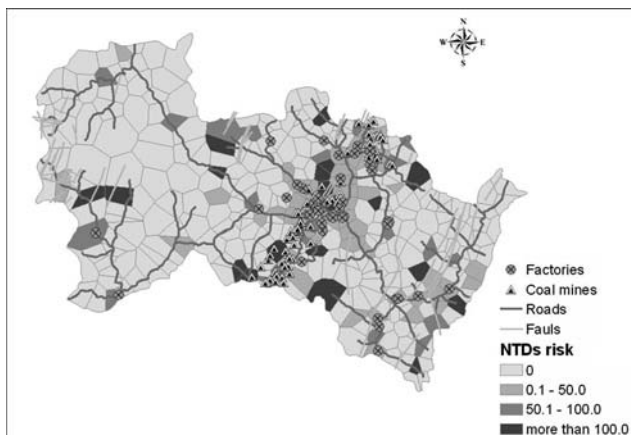 N
W E
S
Factories
Coal mines
Roads
Fauls
NTDs risk
0
0.1 - 50.0
50.1 - 100.0
more than 100.0